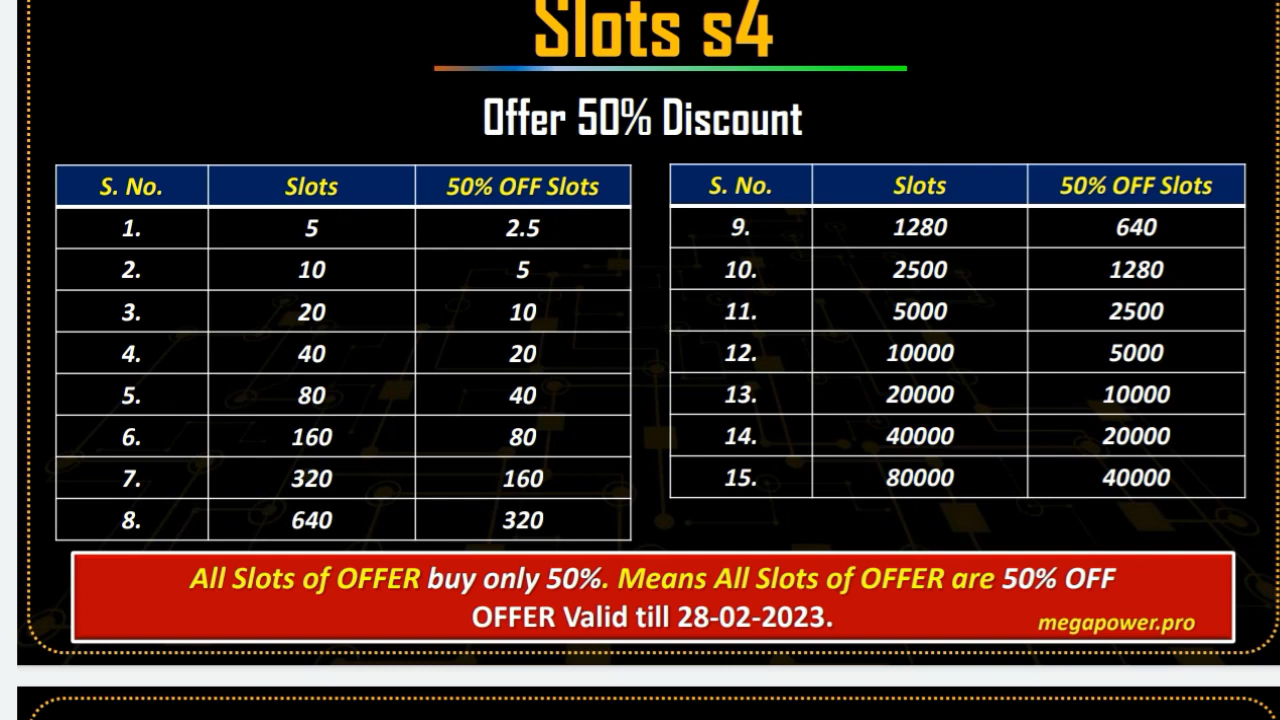 Slots s4
Offer 50% Discount
S. No. Slots 50% OFF Slots
1. 5 2.5
2. 10 5
3. 20 10
4. 40 20
5. 80 40
6. 160 80
7. 320 160
8. 640 320
S. No. Slots 50% OFF Slots
9. 1280 640
10. 2500 1280
11. 5000 2500
12. 10000 5000
13. 20000 10000
14. 40000 20000
15. 80000 40000
All Slots of OFFER buy only 50%. Means All Slots of OFFER are 50% OFF
OFFER Valid till 28-02-2023.
megapower.pro